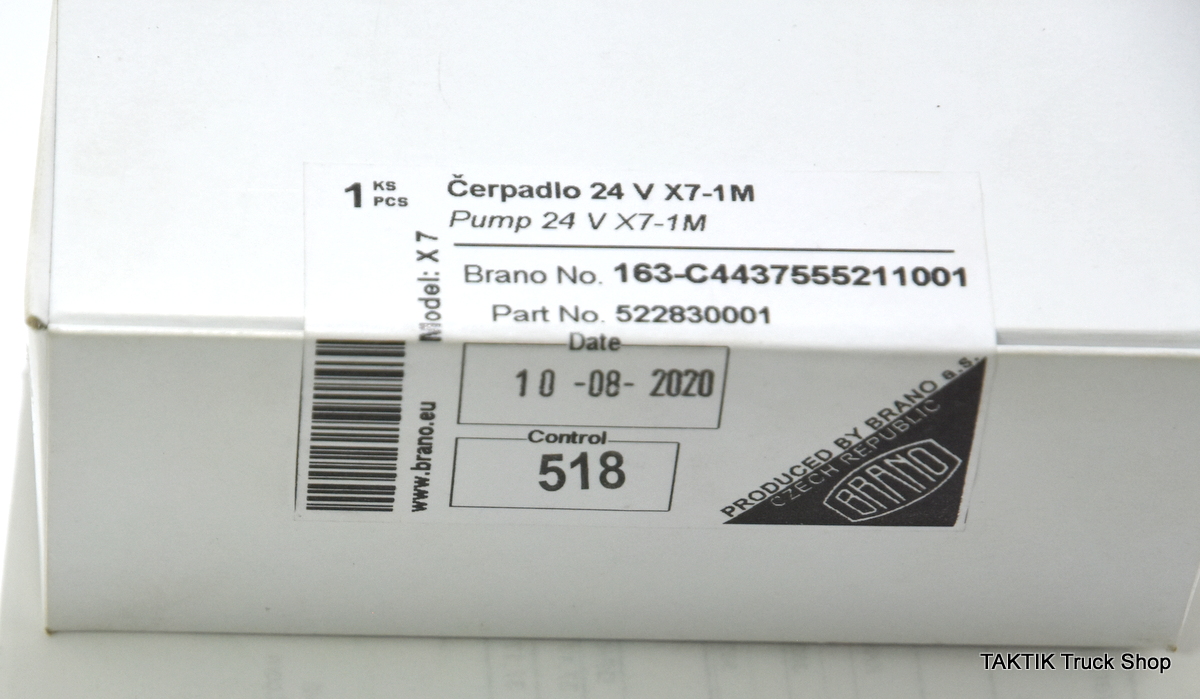 1 KS
PCS
Čerpadlo 24 V X7-1M
Pump 24 V X7-1M
Model: X 7
Brano No. 163-C4437555211001
Part No. 522830001
Date
10 -08- 2020
www.brano.eu
Control
518
PRODUCED BY BRANO a.s.
CZECH REPUBLIC
BRANO
TAKTIK Truck Shop